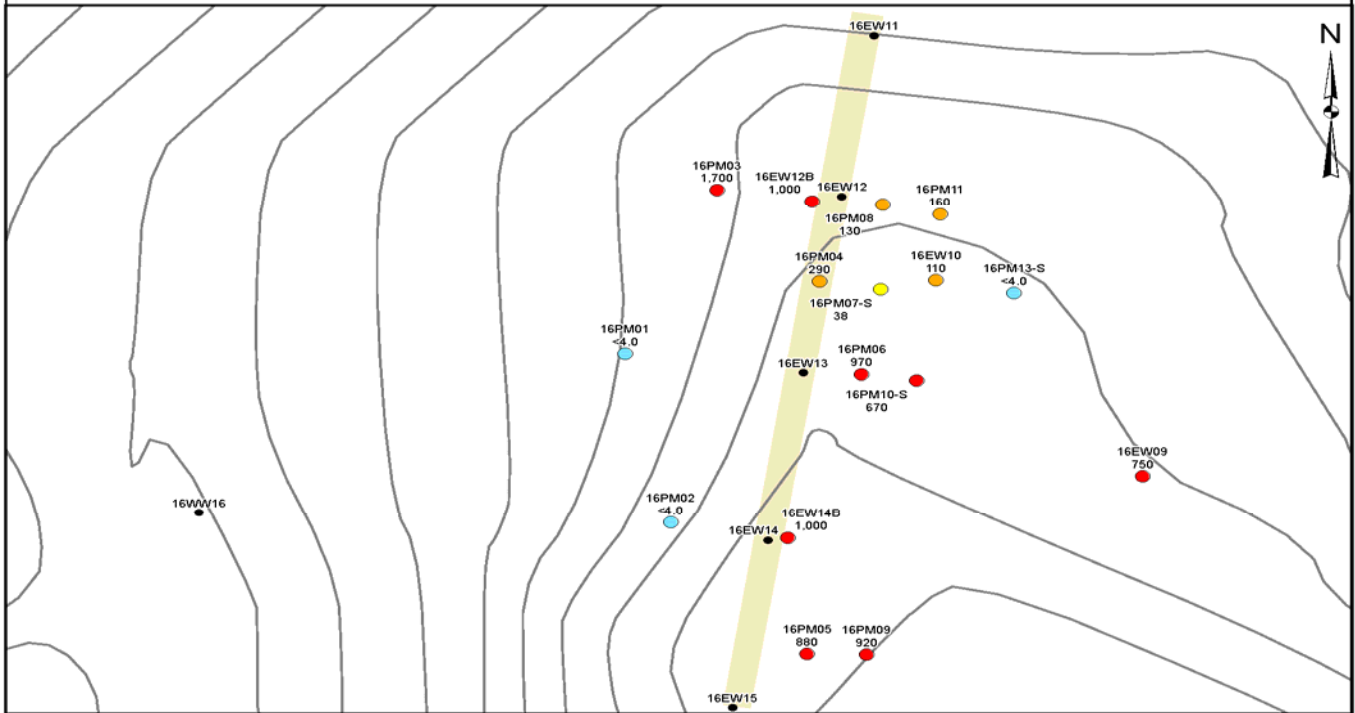 16EW11
N
16PM03
1,700
16EW12B
1,000
16EW12
16PM11
160
16PM08
130
16PM04
290
16EW10
110
16PM13-S
<4.0
16PM07-S
38
16PM01
<4.0
16EW13
16PM06
970
16PM10-S
670
16EW09
750
16WW16
16PM02
<4.0
16EW14B
1,000
16EW14
16PM05
880
16PM09
920
16EW15